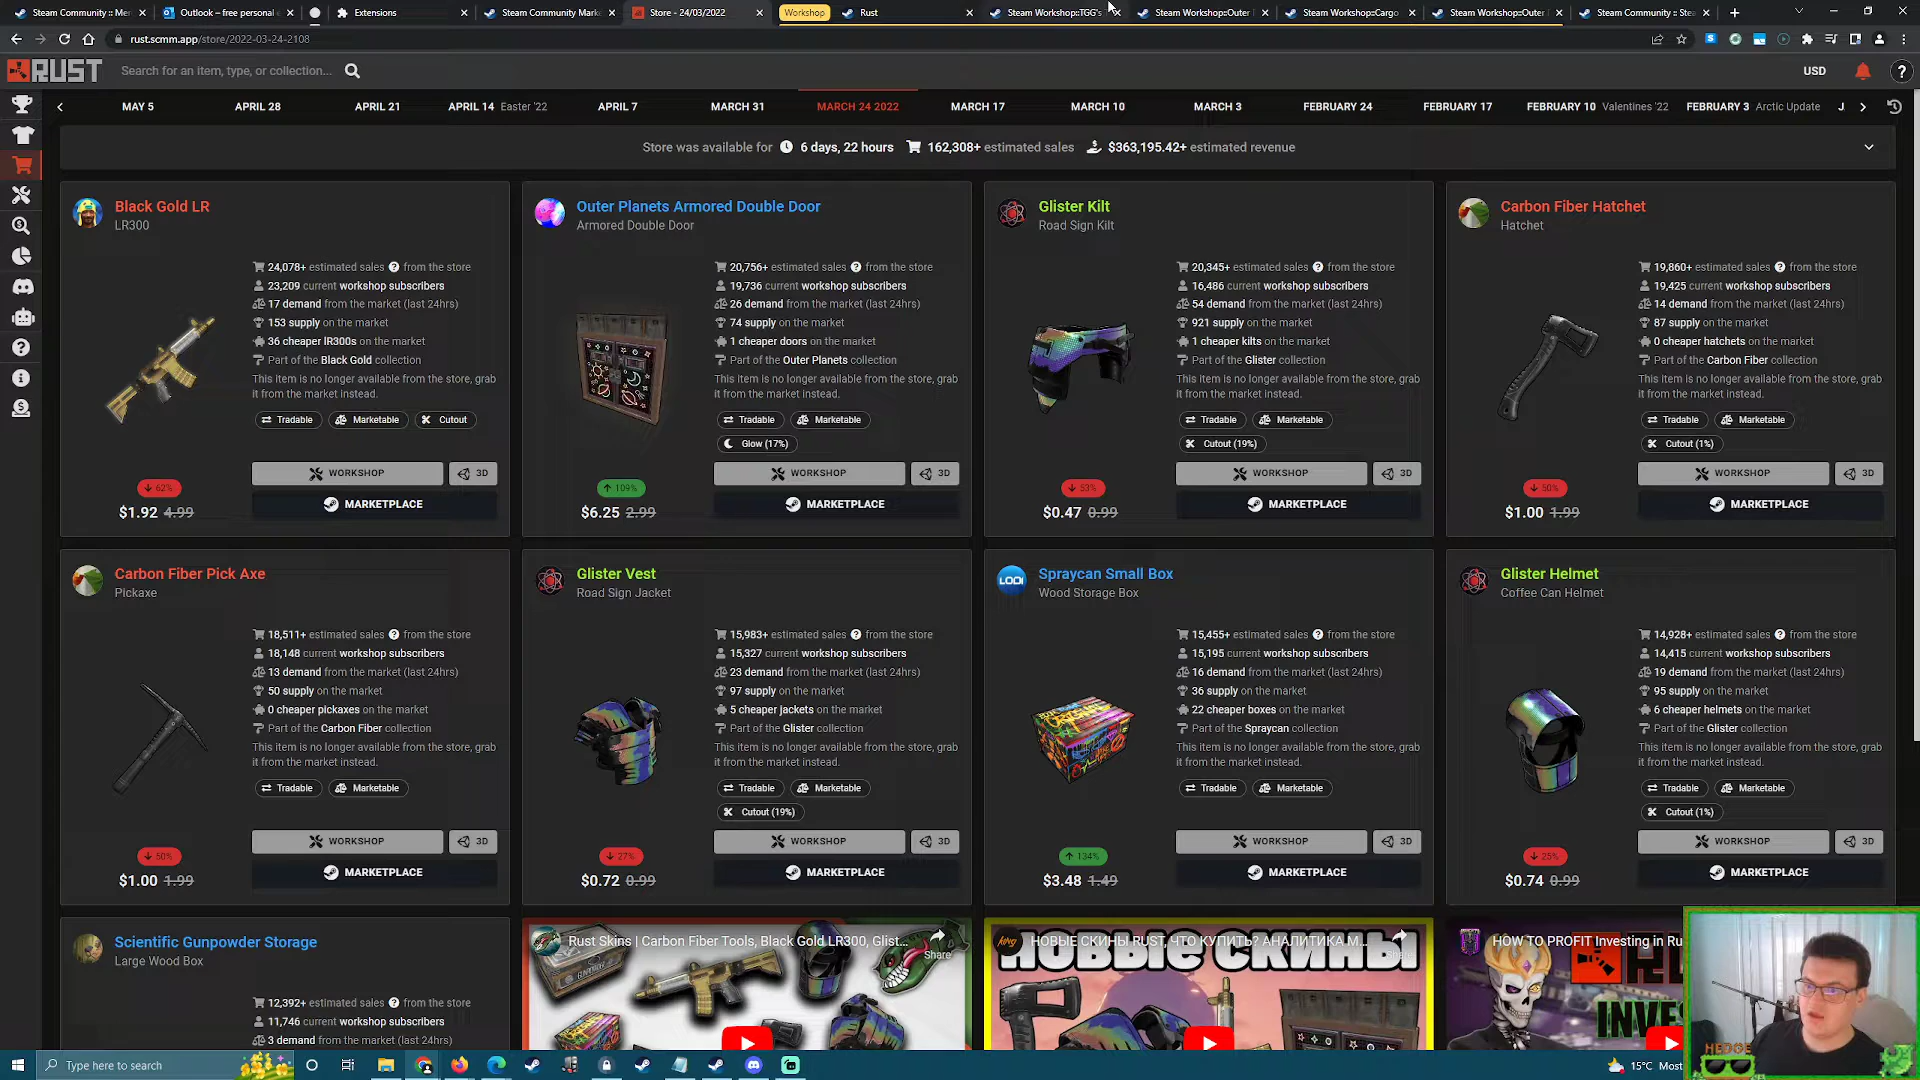 Steam Community :: Mer
Outlook – free personal e
Extensions
Steam Community Marke
Store - 24/03/2022
Workshop
Rust
Steam Workshop::TGG's
Steam Workshop::Outer
Steam Workshop::Cargo
Steam Workshop::Outer
Steam Community :: Stea
rust.scmm.app/store/2022-03-24-2108
RUST
Search for an item, type, or collection...
USD
MAY 5
APRIL 28
APRIL 21
APRIL 14 Easter '22
APRIL 7
MARCH 31
MARCH 24 2022
MARCH 17
MARCH 10
MARCH 3
FEBRUARY 24
FEBRUARY 17
FEBRUARY 10 Valentines '22
FEBRUARY 3 Arctic Update
J
Store was available for 6 days, 22 hours 162,308+ estimated sales $363,195.42+ estimated revenue
Black Gold LR
LR300
24,078+ estimated sales ? from the store
23,209 current workshop subscribers
17 demand from the market (last 24hrs)
153 supply on the market
36 cheaper lr300s on the market
Part of the Black Gold collection
This item is no longer available from the store, grab
it from the market instead.
Tradable Marketable Cutout
WORKSHOP 3D
62%
$1.92 4.99
MARKETPLACE
Outer Planets Armored Double Door
Armored Double Door
20,756+ estimated sales ? from the store
19,736 current workshop subscribers
26 demand from the market (last 24hrs)
74 supply on the market
1 cheaper doors on the market
Part of the Outer Planets collection
This item is no longer available from the store, grab
it from the market instead.
Tradable Marketable
Glow (17%)
WORKSHOP 3D
109%
$6.25 2.99
MARKETPLACE
Glister Kilt
Road Sign Kilt
20,345+ estimated sales ? from the store
16,486 current workshop subscribers
54 demand from the market (last 24hrs)
921 supply on the market
1 cheaper kilts on the market
Part of the Glister collection
This item is no longer available from the store, grab
it from the market instead.
Tradable Marketable
Cutout (19%)
WORKSHOP 3D
53%
$0.47 0.99
MARKETPLACE
Carbon Fiber Hatchet
Hatchet
19,860+ estimated sales ? from the store
19,425 current workshop subscribers
14 demand from the market (last 24hrs)
87 supply on the market
0 cheaper hatchets on the market
Part of the Carbon Fiber collection
This item is no longer available from the store, grab
it from the market instead.
Tradable Marketable
Cutout (1%)
WORKSHOP 3D
50%
$1.00 1.99
MARKETPLACE
Carbon Fiber Pick Axe
Pickaxe
18,511+ estimated sales ? from the store
18,148 current workshop subscribers
13 demand from the market (last 24hrs)
50 supply on the market
0 cheaper pickaxes on the market
Part of the Carbon Fiber collection
This item is no longer available from the store, grab
it from the market instead.
Tradable Marketable
WORKSHOP 3D
50%
$1.00 1.99
MARKETPLACE
Glister Vest
Road Sign Jacket
15,983+ estimated sales ? from the store
15,327 current workshop subscribers
23 demand from the market (last 24hrs)
97 supply on the market
5 cheaper jackets on the market
Part of the Glister collection
This item is no longer available from the store, grab
it from the market instead.
Tradable Marketable
Cutout (19%)
WORKSHOP 3D
27%
$0.72 0.99
MARKETPLACE
LODI
Spraycan Small Box
Wood Storage Box
15,455+ estimated sales ? from the store
15,195 current workshop subscribers
16 demand from the market (last 24hrs)
36 supply on the market
22 cheaper boxes on the market
Part of the Spraycan collection
This item is no longer available from the store, grab
it from the market instead.
Tradable Marketable
WORKSHOP 3D
134%
$3.48 1.49
MARKETPLACE
Glister Helmet
Coffee Can Helmet
14,928+ estimated sales ? from the store
14,415 current workshop subscribers
19 demand from the market (last 24hrs)
95 supply on the market
6 cheaper helmets on the market
Part of the Glister collection
This item is no longer available from the store, grab
it from the market instead.
Tradable Marketable
Cutout (1%)
WORKSHOP 3D
25%
$0.74 0.99
MARKETPLACE
Scientific Gunpowder Storage
Large Wood Box
12,392+ estimated sales ? from the store
11,746 current workshop subscribers
3 demand from the market (last 24hrs)
Rust Skins | Carbon Fiber Tools, Black Gold LR300, Glist...
Share
НОВЫЕ СКИНЫ RUST, ЧТО КУПИТЬ? АНАЛИТИКА М...
НОВЫЕ СКИНЫ
HOW TO PROFIT Investing in Ru
INVES
HEDGE
Type here to search
15°C Most